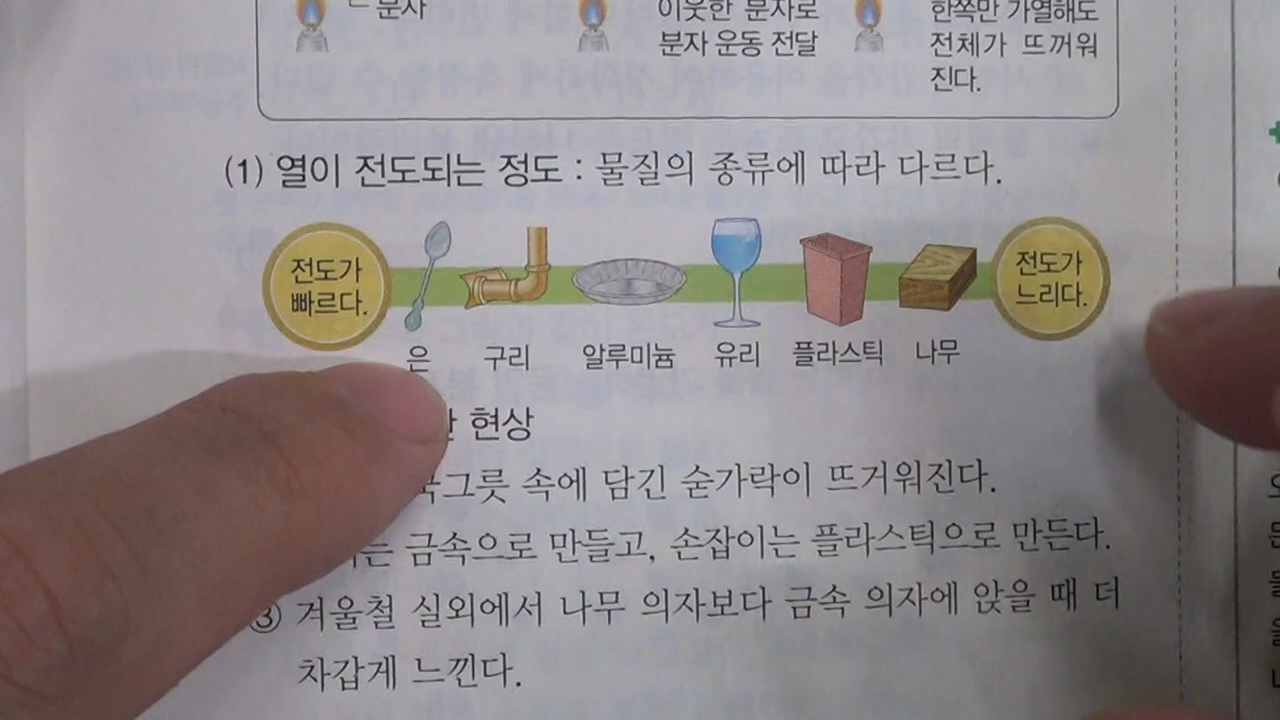 분자
이웃한 분자로
분자 운동 전달
한쪽만 가열해도
전체가 뜨거워
진다.
(1) 열이 전도되는 정도 : 물질의 종류에 따라 다르다.
전도가
빠르다.
전도가
느리다.
은 구리 알루미늄 유리 플라스틱 나무
현상
속에 담긴 숟가락이 뜨거워진다.
금속으로 만들고, 손잡이는 플라스틱으로 만든다.
③ 겨울철 실외에서 나무 의자보다 금속 의자에 앉을 때 더
차갑게 느낀다.